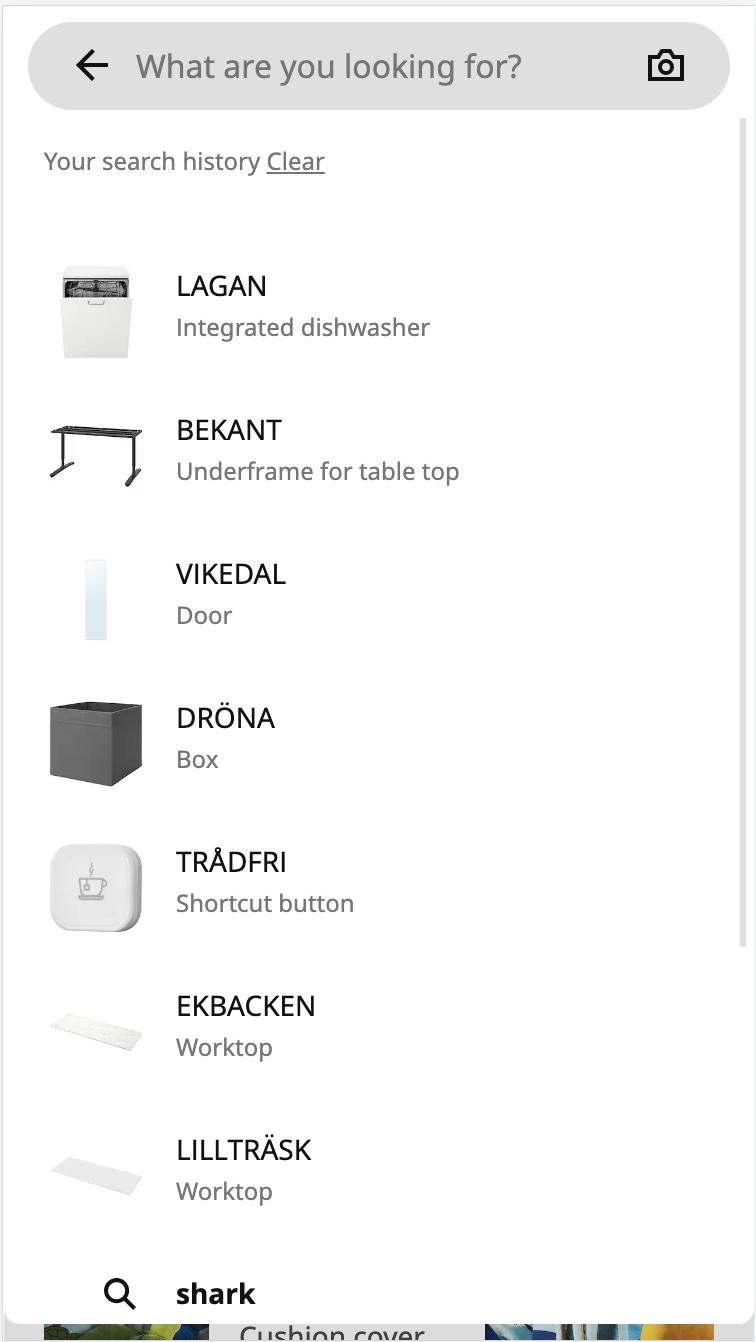 What are you looking for?
Your search history Clear
LAGAN
Integrated dishwasher
BEKANT
Underframe for table top
VIKEDAL
Door
DRÖNA
Box
TRÅDFRI
Shortcut button
EKBACKEN
Worktop
LILLTRÄSK
Worktop
shark
Cushion cover